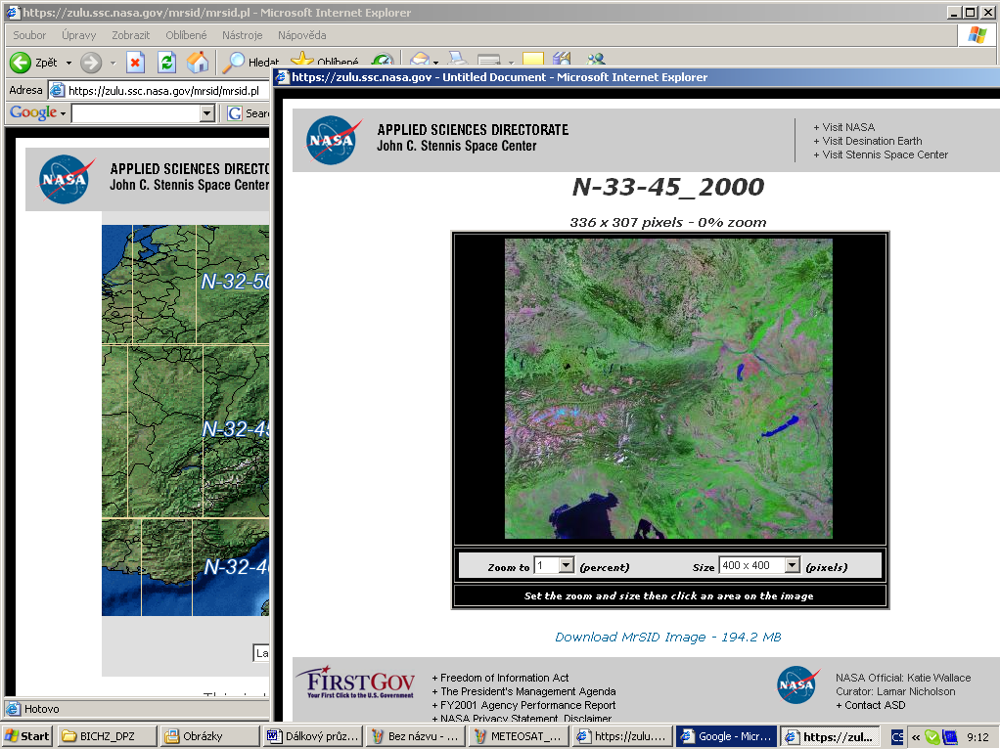 https://zulu.ssc.nasa.gov/mrsid/mrsid.pl - Microsoft Internet Explorer
Soubor Úpravy Zobrazit Oblíbené Nástroje Nápověda
Zpět Hledat Oblíbené
Adresa https://zulu.ssc.nasa.gov/mrsid/mrsid.pl
Google Sear
NASA
APPLIED SCIENCES DIRECTO
John C. Stennis Space Center
N-32-50
N-32-45
N-32-40
La
Hotovo
https://zulu.ssc.nasa.gov - Untitled Document - Microsoft Internet Explorer
NASA
APPLIED SCIENCES DIRECTORATE
John C. Stennis Space Center
+ Visit NASA
+ Visit Desination Earth
+ Visit Stennis Space Center
N-33-45_2000
336 x 307 pixels - 0% zoom
Zoom to 1 (percent) Size 400 x 400 (pixels)
Set the zoom and size then click an area on the image
Download MrSID Image - 194.2 MB
FIRSTGOV
Your First Click to the U.S. Government
+ Freedom of Information Act
+ The President's Management Agenda
+ FY2001 Agency Performance Report
+ NASA Privacy Statement, Disclaimer,
NASA
NASA Official: Katie Wallace
Curator: Lamar Nicholson
+ Contact ASD
Start BICHZ_DPZ Obrázky Dálkový průz... Bez názvu - ... METEOSAT_... https://zulu.... Google - Micr... https://zul... CS « 9:12